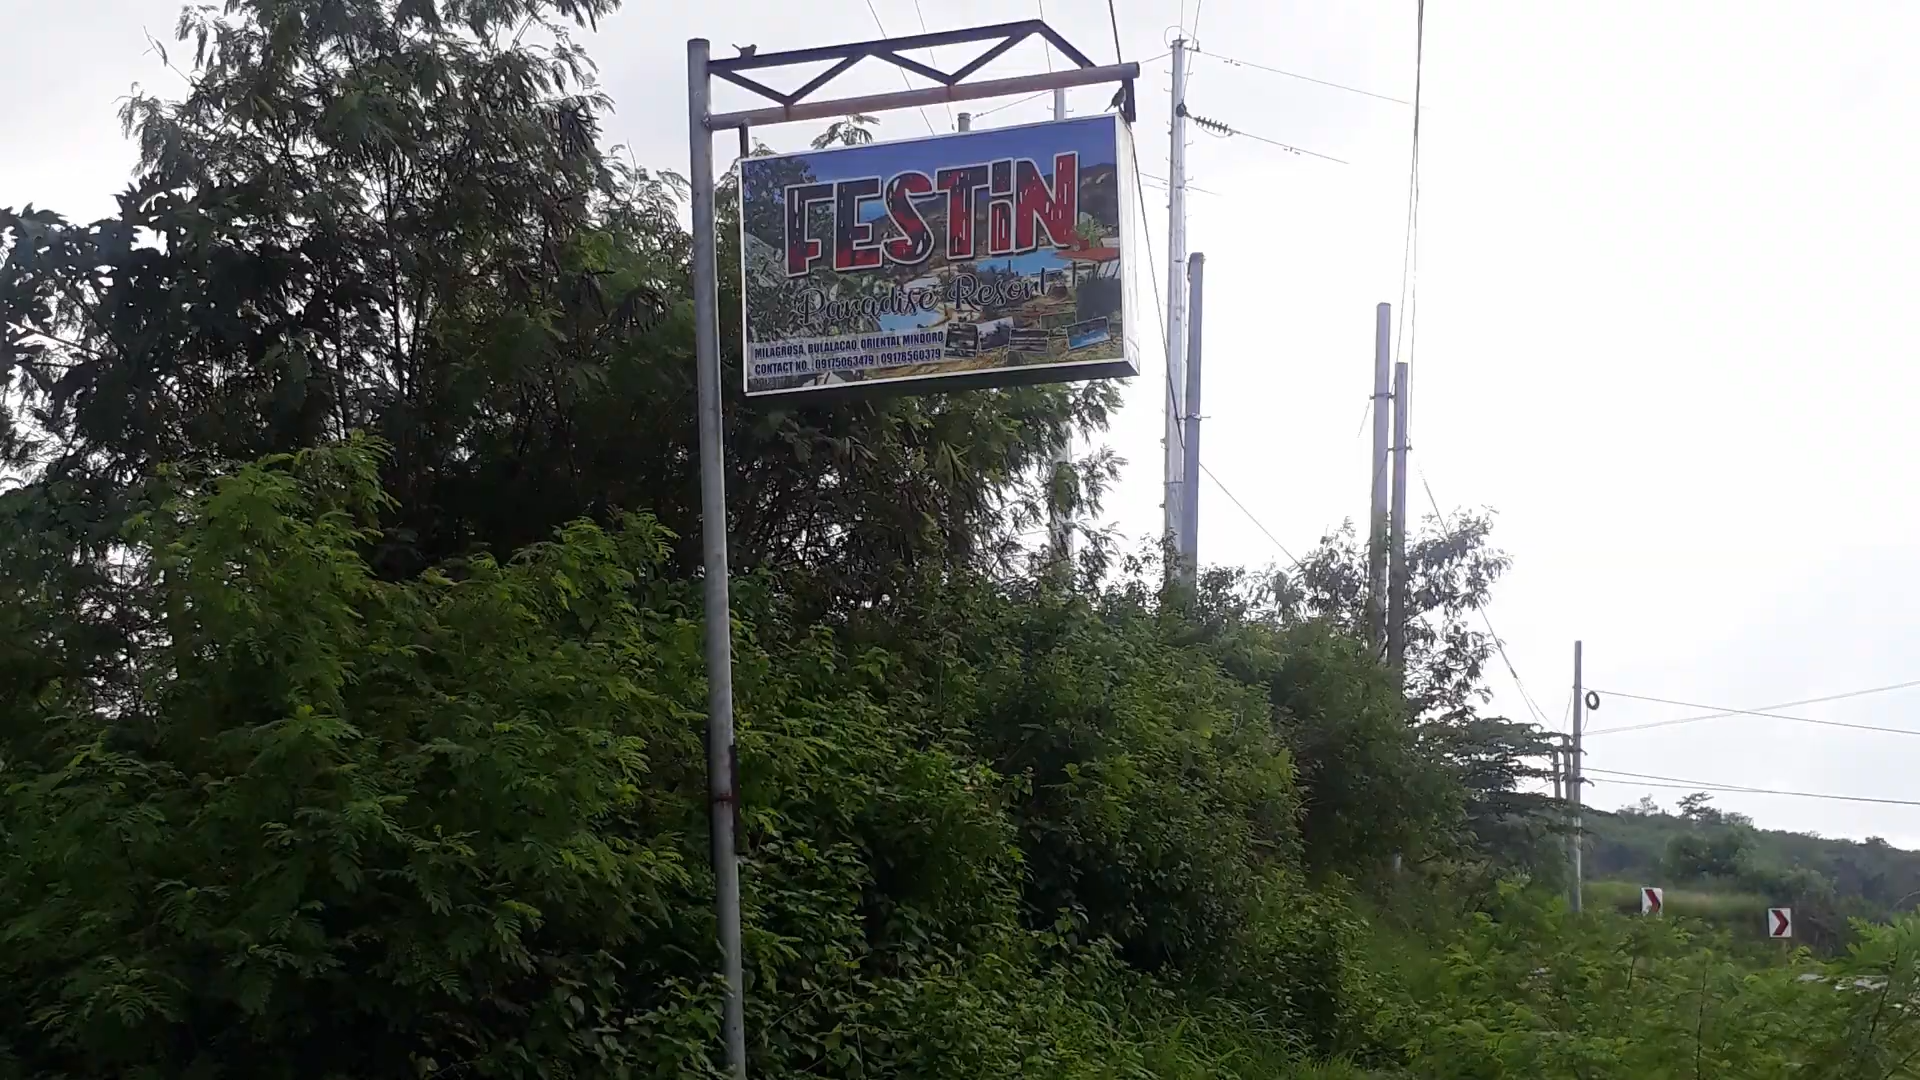 FESTiN
Paradise Resort
MILAGROSA, BULALACAO, ORIENTAL MINDORO
CONTACT NO.: 09175063479 | 09178560379